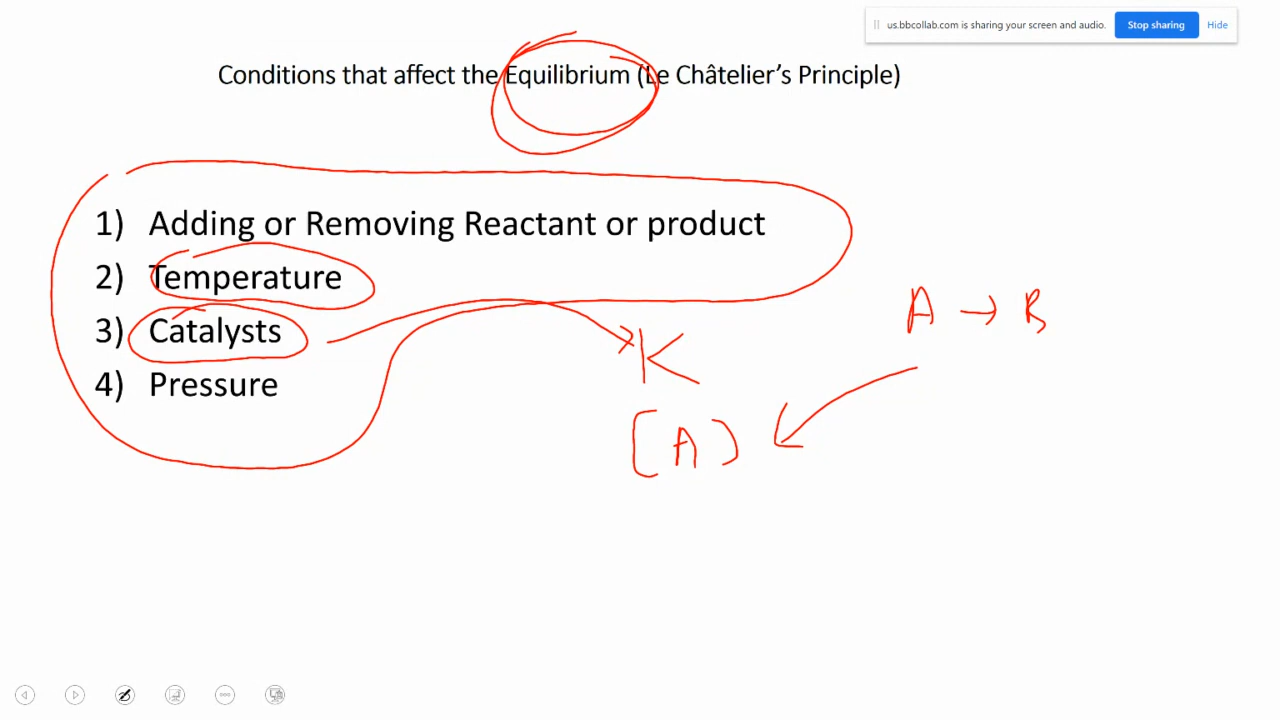 us.bbcollab.com is sharing your screen and audio. Stop sharing Hide
Conditions that affect the Equilibrium (Le Châtelier’s Principle)
1) Adding or Removing Reactant or product
2) Temperature
3) Catalysts
4) Pressure
A → B
K
[A]